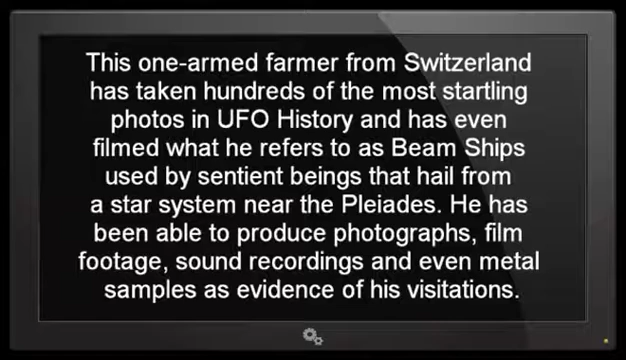 This one-armed farmer from Switzerland
has taken hundreds of the most startling
photos in UFO History and has even
filmed what he refers to as Beam Ships
used by sentient beings that hail from
a star system near the Pleiades. He has
been able to produce photographs, film
footage, sound recordings and even metal
samples as evidence of his visitations.